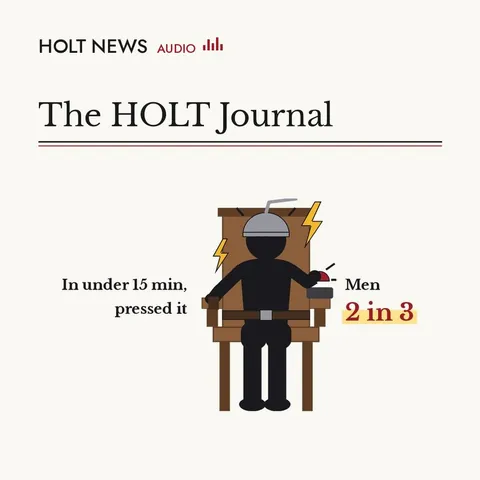 HOLT NEWS AUDIO
The HOLT Journal
In under 15 min,
pressed it
Men
2 in 3